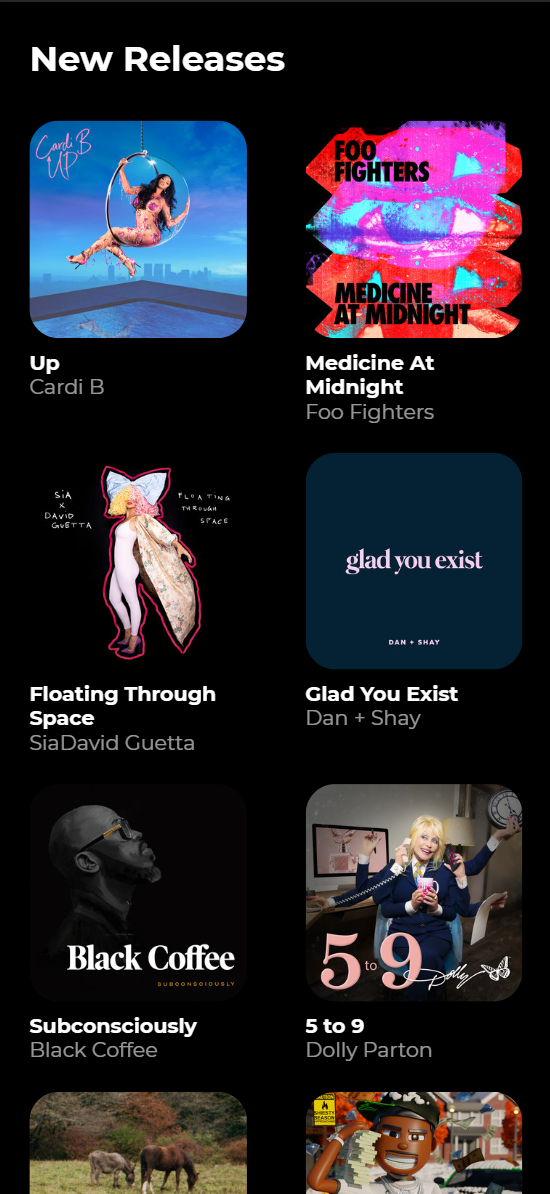 New Releases
Cardi B
UP
FOO
FIGHTERS
MEDICINE
AT MIDNIGHT
Up
Cardi B
Medicine At
Midnight
Foo Fighters
SiA
x
DAViD
GUETTA
FLOATING
THROUGH
SPACE
glad you exist
DAN + SHAY
Floating Through
Space
SiaDavid Guetta
Glad You Exist
Dan + Shay
Black Coffee
SUBCONSCIOUSLY
5 to 9
Dolly
Subconsciously
Black Coffee
5 to 9
Dolly Parton
SHIESTY
SEASON